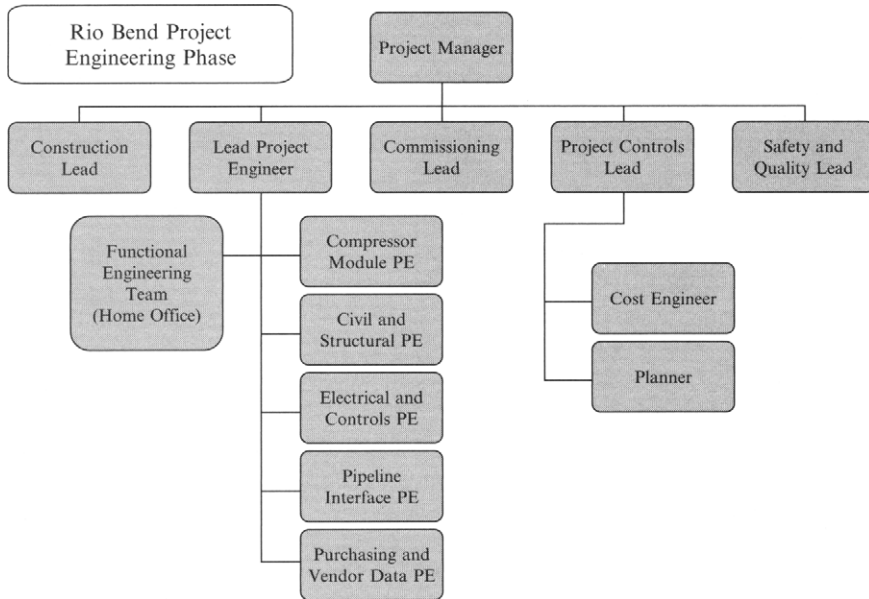 Rio Bend Project
Engineering Phase
Project Manager
Construction
Lead
Lead Project
Engineer
Commissioning
Lead
Project Controls
Lead
Safety and
Quality Lead
Functional
Engineering
Team
(Home Office)
Compressor
Module PE
Civil and
Structural PE
Electrical and
Controls PE
Pipeline
Interface PE
Purchasing and
Vendor Data PE
Cost Engineer
Planner